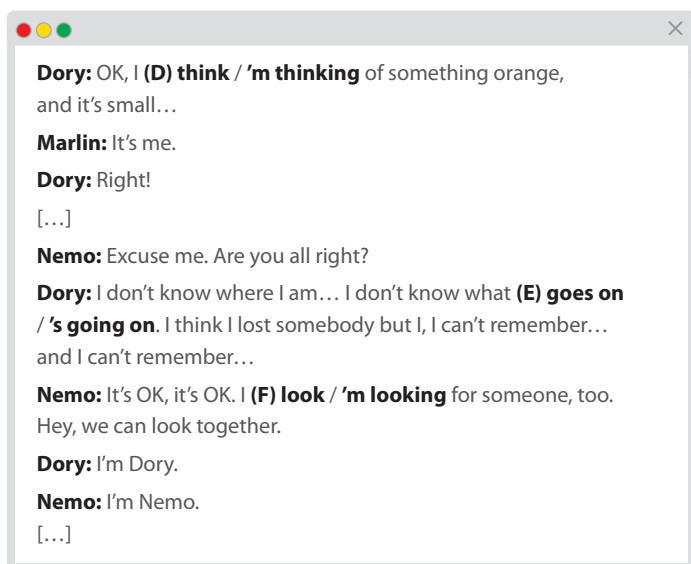 Dory: OK, I (D) think / ’m thinking of something orange,
and it’s small…
Marlin: It’s me.
Dory: Right!
[…]
Nemo: Excuse me. Are you all right?
Dory: I don’t know where I am… I don’t know what (E) goes on
/ ’s going on. I think I lost somebody but I, I can’t remember…
and I can’t remember…
Nemo: It’s OK, it’s OK. I (F) look / ’m looking for someone, too.
Hey, we can look together.
Dory: I’m Dory.
Nemo: I’m Nemo.
[…]